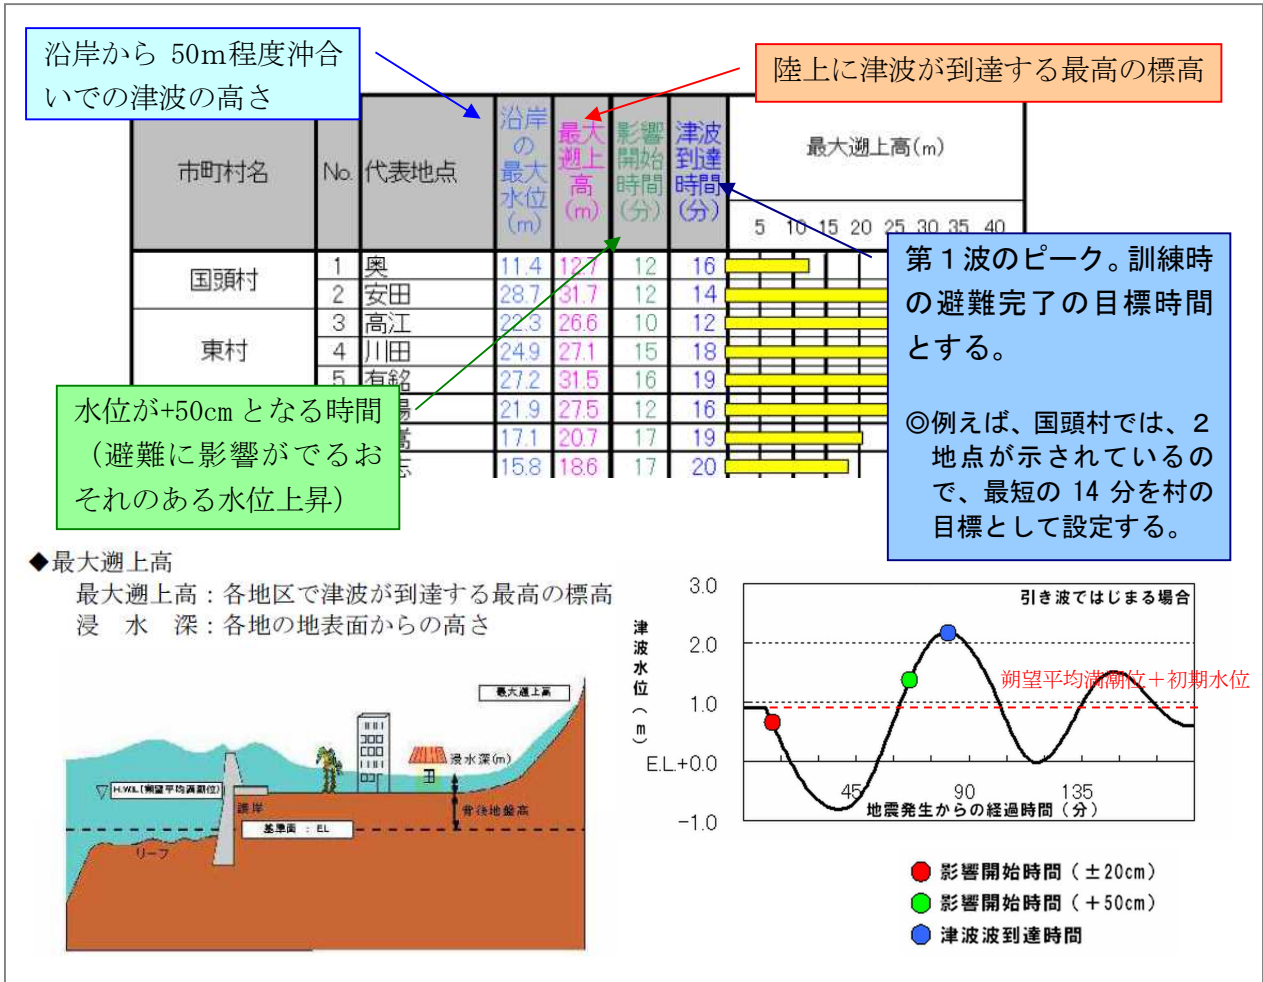 沿岸から 50m程度沖合
いでの津波の高さ
陸上に津波が到達する最高の標高
市町村名 No. 代表地点 沿岸の最大水位(m) 最大遡上高(m) 影響開始時間(分) 津波到達時間(分) 最大遡上高(m)
5 10 15 20 25 30 35 40
国頭村 1 奥 11.4 12.7 12 16
2 安田 28.7 31.7 12 14
東村 3 高江 22.3 26.6 10 12
4 川田 24.9 27.1 15 18
5 有銘 27.2 31.5 16 19
21.9 27.5 12 16
17.1 20.7 17 19
15.8 18.6 17 20
第１波のピーク。訓練時
の避難完了の目標時間
とする。
◎例えば、国頭村では、２
地点が示されているの
で、最短の 14 分を村の
目標として設定する。
水位が+50cm となる時間
（避難に影響がでるお
それのある水位上昇）
◆最大遡上高
最大遡上高：各地区で津波が到達する最高の標高
浸　水　深：各地の地表面からの高さ
最大遡上高
浸水深(m)
H.W.L(朔望平均満潮位)
護岸
背後地盤高
基準面 : EL
リーフ
津波水位(m)
3.0
引き波ではじまる場合
2.0
朔望平均満潮位＋初期水位
1.0
E.L.+0.0
45 90 135
地震発生からの経過時間（分）
-1.0
影響開始時間（±20cm）
影響開始時間（＋50cm）
津波波到達時間